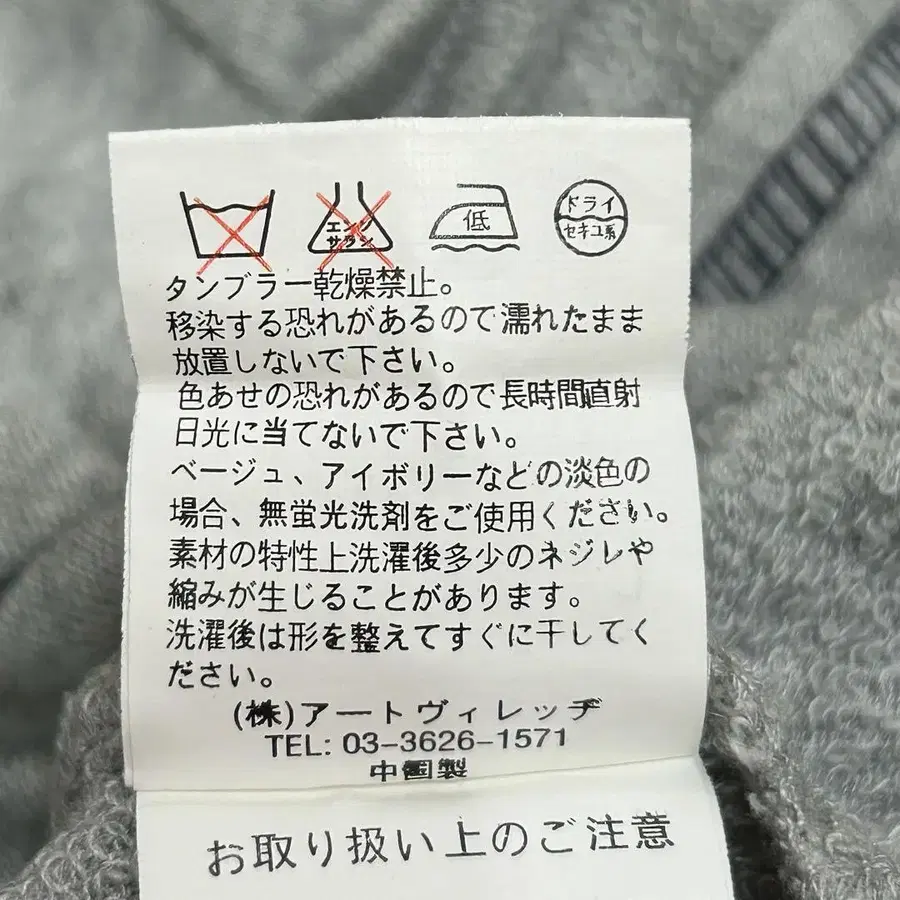 エンソ
サラシ
低
ドライ
セキユ系
タンブラー乾燥禁止。
移染する恐れがあるので濡れたまま
放置しないで下さい。
色あせの恐れがあるので長時間直射
日光に当てないで下さい。
ベージュ、アイボリーなどの淡色の
場合、無蛍光洗剤をご使用ください。
素材の特性上洗濯後多少のネジレや
縮みが生じることがあります。
洗濯後は形を整えてすぐに干してく
ださい。
(株)アートヴィレッヂ
TEL: 03-3626-1571
中国製
お取り扱い上のご注意